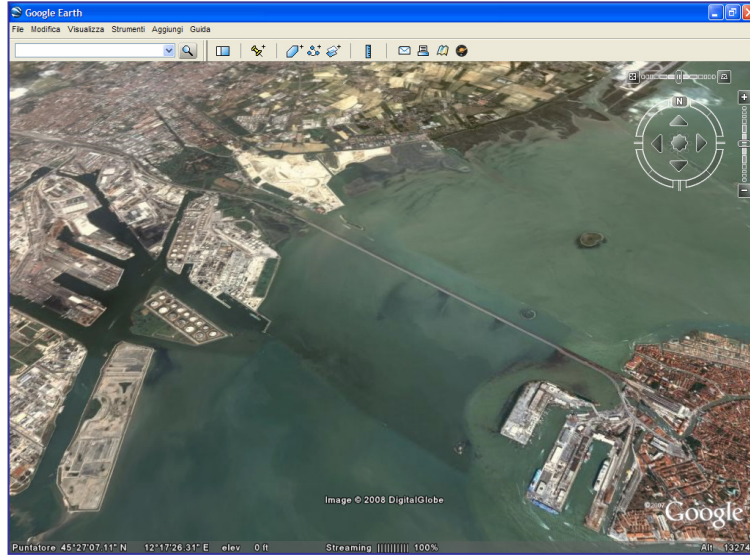 Google Earth
File Modifica Visualizza Strumenti Aggiungi Guida
N
Image © 2008 DigitalGlobe
©2007 Google
Puntatore 45°27'07.11" N 12°17'26.31" E elev 0 ft Streaming |||||||||| 100% Alt 13274